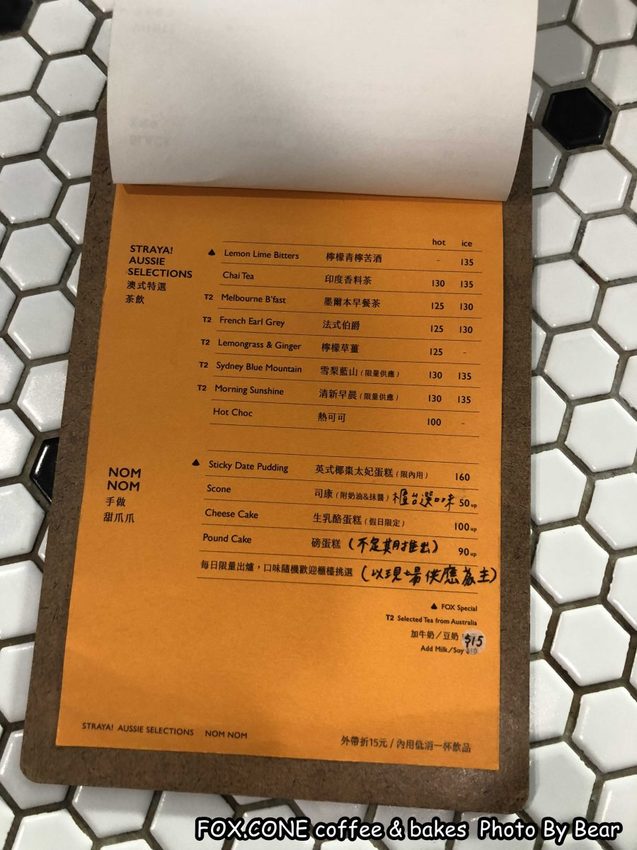 hot ice
STRAYA!
AUSSIE
SELECTIONS
澳式特選
茶飲
▲ Lemon Lime Bitters 檸檬青檸苦酒 - 135
Chai Tea 印度香料茶 130 135
T2 Melbourne B'fast 墨爾本早餐茶 125 130
T2 French Earl Grey 法式伯爵 125 130
T2 Lemongrass & Ginger 檸檬草薑 125 -
T2 Sydney Blue Mountain 雪梨藍山 (限量供應) 130 135
T2 Morning Sunshine 清新早晨 (限量供應) 130 135
Hot Choc 熱可可 100 -
NOM
NOM
手做
甜爪爪
▲ Sticky Date Pudding 英式椰棗太妃蛋糕 (限內用) 160
Scone 司康 (附奶油&抹醬) 櫃台選口味 50up
Cheese Cake 生乳酪蛋糕 (假日限定) 100up
Pound Cake 磅蛋糕 (不定期推出) 90up
每日限量出爐,口味隨機歡迎櫃檯挑選 (以現場供應為主)
▲ FOX Special
T2 Selected Tea from Australia
加牛奶/豆奶 $15
Add Milk/Soy
STRAYA! AUSSIE SELECTIONS NOM NOM
外帶折15元/內用低消一杯飲品
FOX.CONE coffee & bakes Photo By Bear